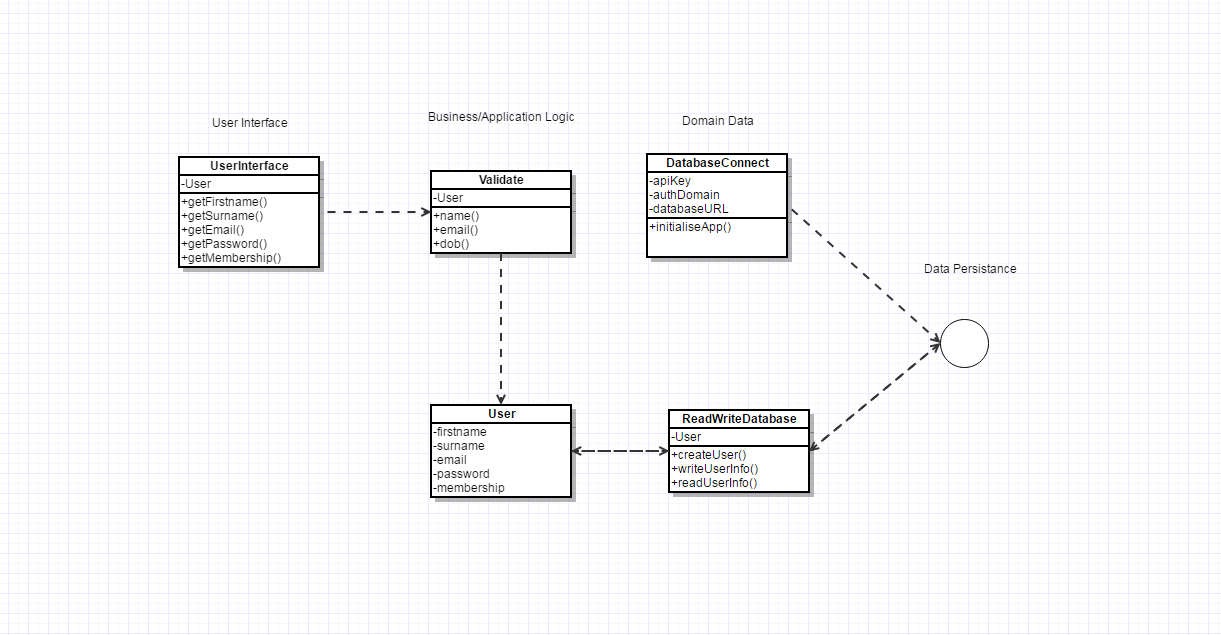 User Interface
Business/Application Logic
Domain Data
UserInterface
-User
+getFirstname()
+getSurname()
+getEmail()
+getPassword()
+getMembership()
Validate
-User
+name()
+email()
+dob()
DatabaseConnect
-apiKey
-authDomain
-databaseURL
+initialiseApp()
Data Persistance
User
-firstname
-surname
-email
-password
-membership
ReadWriteDatabase
-User
+createUser()
+writeUserInfo()
+readUserInfo()